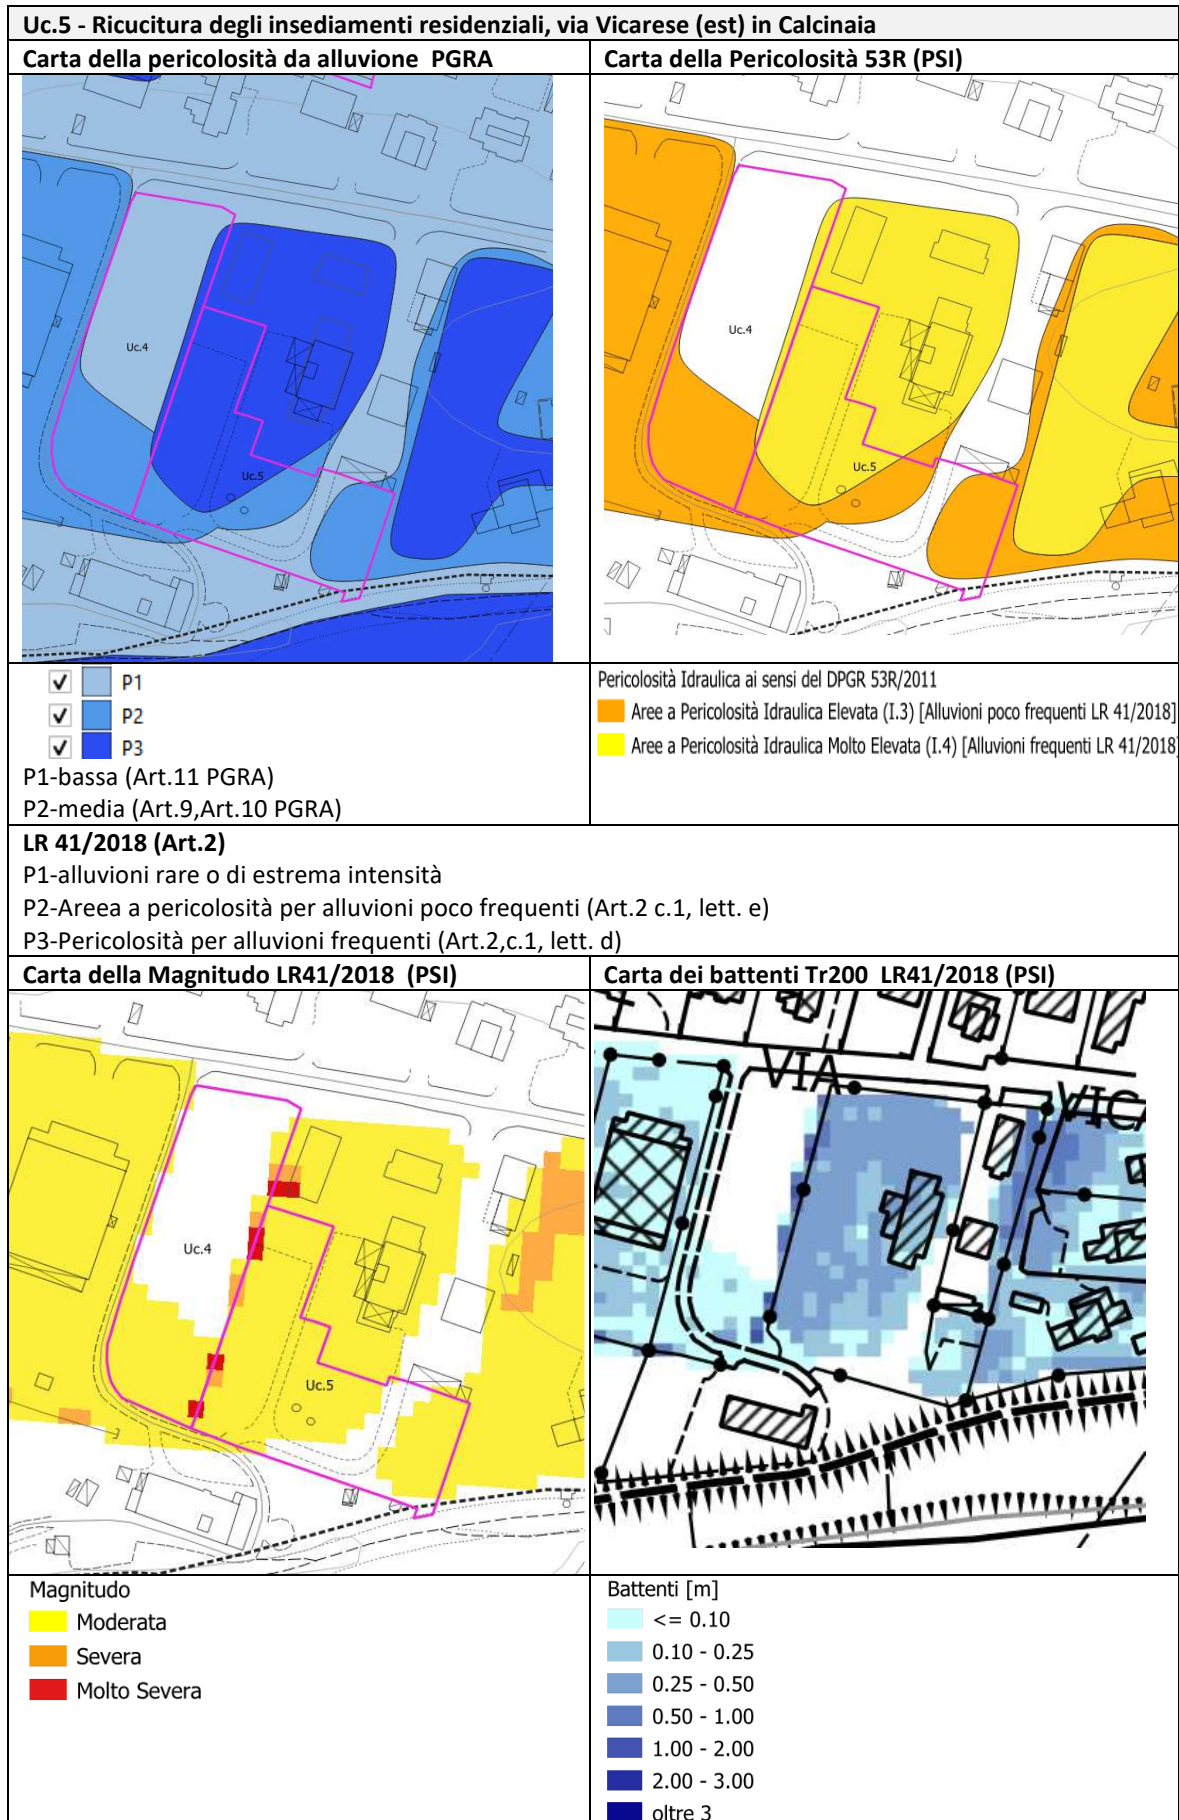 Uc.5 - Ricucitura degli insediamenti residenziali, via Vicarese (est) in Calcinaia
Carta della pericolosità da alluvione PGRA
Carta della Pericolosità 53R (PSI)
Uc.4
Uc.5
Uc.4
Uc.5
P1
P2
P3
P1-bassa (Art.11 PGRA)
P2-media (Art.9,Art.10 PGRA)
Pericolosità Idraulica ai sensi del DPGR 53R/2011
Aree a Pericolosità Idraulica Elevata (I.3) [Alluvioni poco frequenti LR 41/2018]
Aree a Pericolosità Idraulica Molto Elevata (I.4) [Alluvioni frequenti LR 41/2018]
LR 41/2018 (Art.2)
P1-alluvioni rare o di estrema intensità
P2-Areea a pericolosità per alluvioni poco frequenti (Art.2 c.1, lett. e)
P3-Pericolosità per alluvioni frequenti (Art.2,c.1, lett. d)
Carta della Magnitudo LR41/2018 (PSI)
Carta dei battenti Tr200 LR41/2018 (PSI)
Uc.4
Uc.5
VIA VICA
Magnitudo
Moderata
Severa
Molto Severa
Battenti [m]
<= 0.10
0.10 - 0.25
0.25 - 0.50
0.50 - 1.00
1.00 - 2.00
2.00 - 3.00
oltre 3